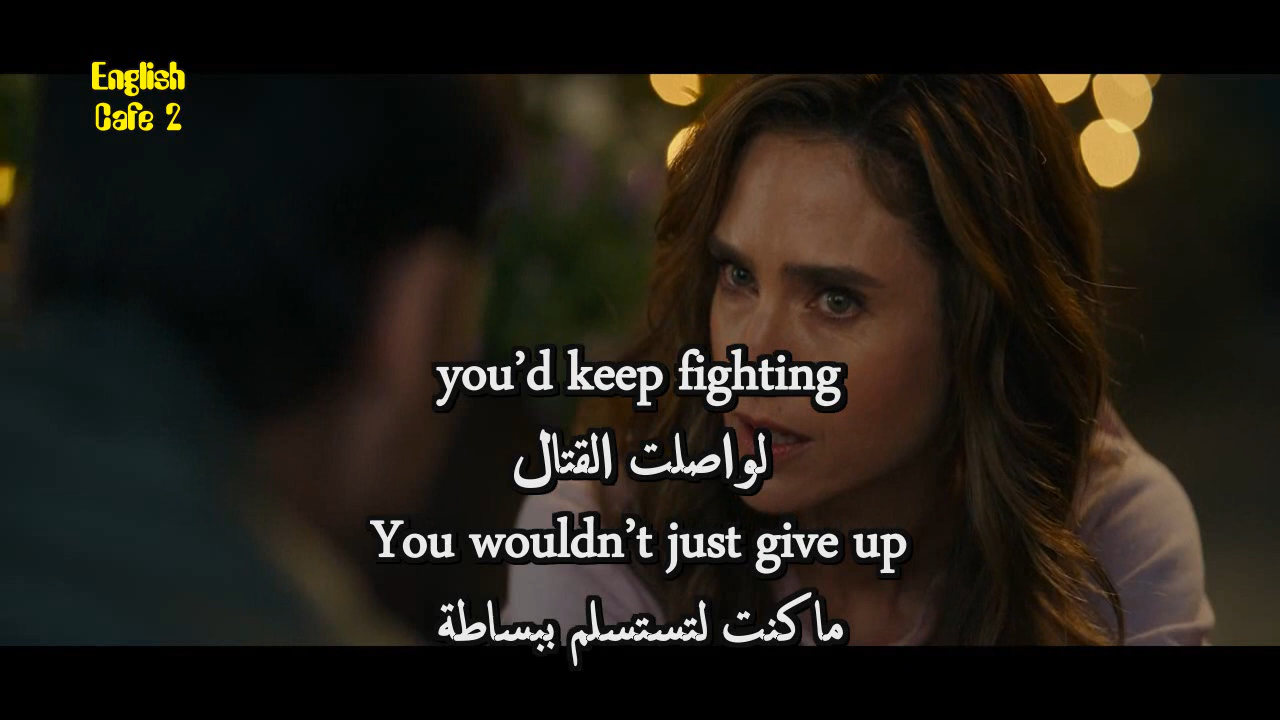 English
Cafe 2
you’d keep fighting
لواصلت القتال
You wouldn’t just give up
ما كنت لتستسلم ببساطة